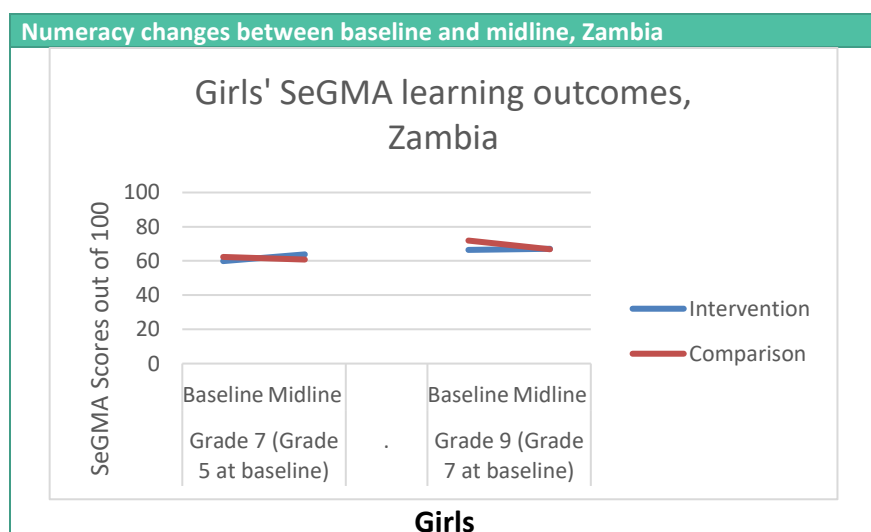 Numeracy changes between baseline and midline, Zambia
Girls' SeGMA learning outcomes,
Zambia
SeGMA Scores out of 100
100
80
60
40
20
0
Baseline Midline
Baseline Midline
Grade 7 (Grade
5 at baseline)
.
Grade 9 (Grade
7 at baseline)
Intervention
Comparison
Girls